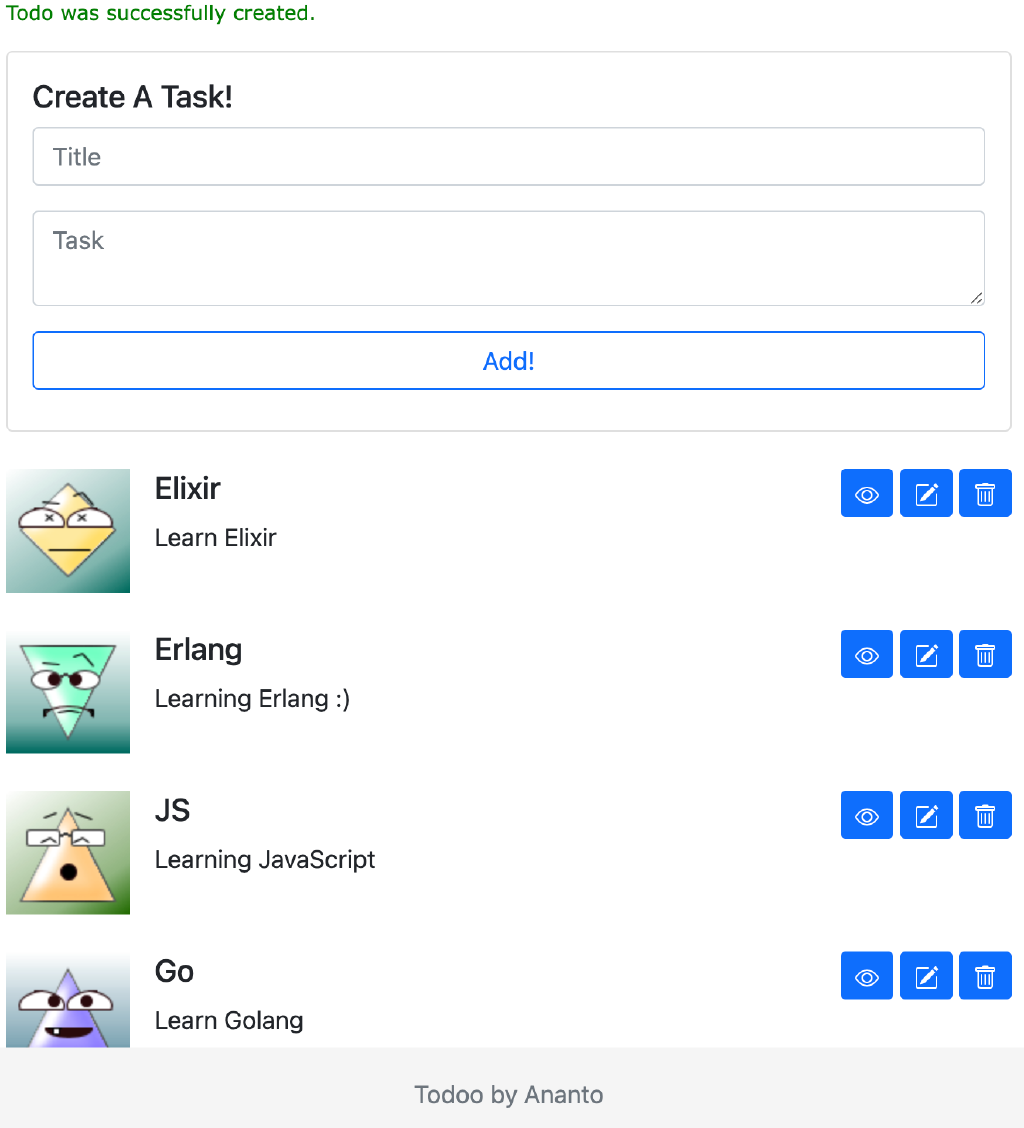 Todo was successfully created.
Create A Task!
Title
Task
Add!
Elixir
Learn Elixir
Erlang
Learning Erlang :)
JS
Learning JavaScript
Go
Learn Golang
Todoo by Ananto